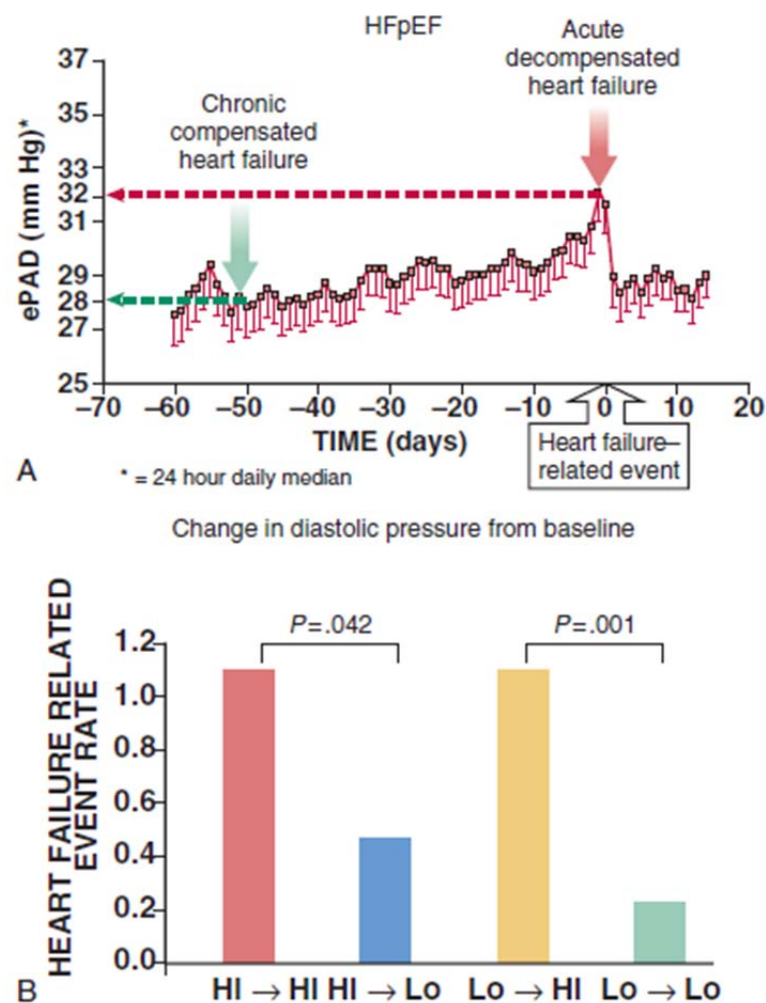 HFpEF
Acute
decompensated
heart failure
Chronic
compensated
heart failure
ePAD (mm Hg)*
37
35
33
32
31
29
28
27
25
–70 –60 –50 –40 –30 –20 –10 0 10 20
TIME (days)
Heart failure–
related event
A
* = 24 hour daily median
Change in diastolic pressure from baseline
HEART FAILURE RELATED
EVENT RATE
P=.042
P=.001
1.2
1.0
0.8
0.6
0.4
0.2
0.0
HI → HI HI → Lo Lo → HI Lo → Lo
B